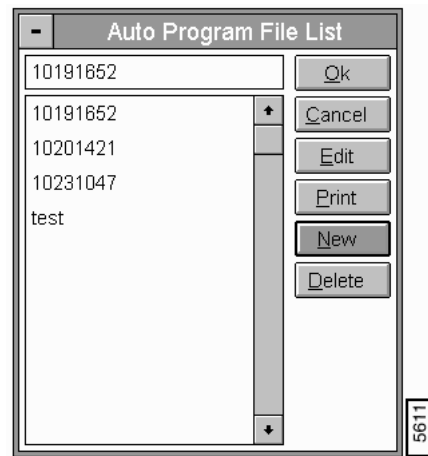 Auto Program File List
10191652
Ok
10191652
Cancel
10201421
Edit
10231047
Print
test
New
Delete
5611